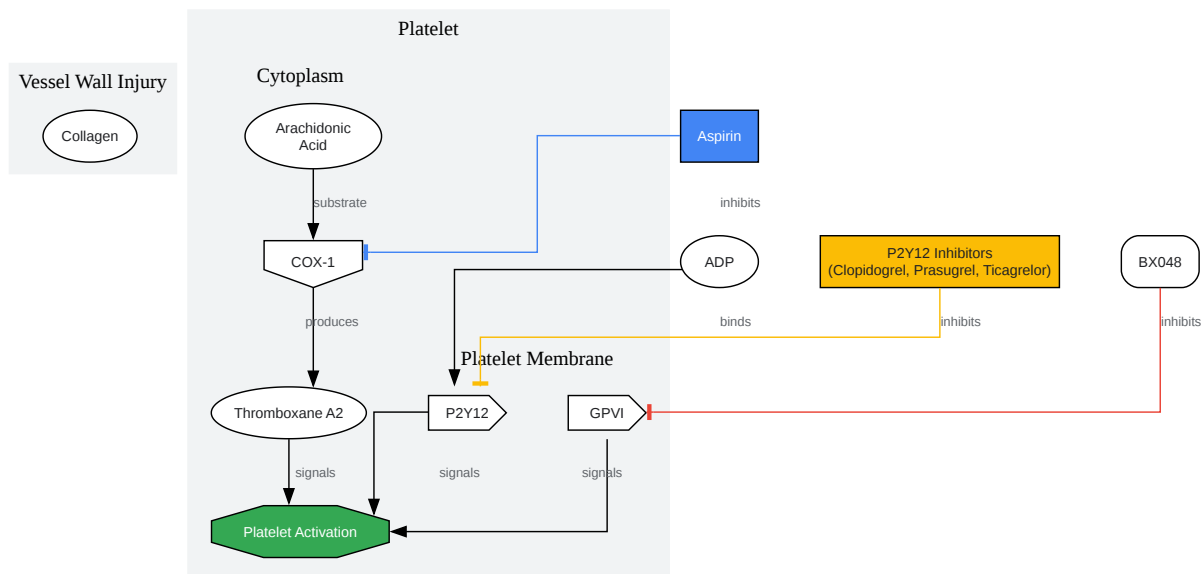 Platelet
Vessel Wall Injury
Cytoplasm
Collagen
Arachidonic
Acid
Aspirin
substrate
inhibits
COX-1
ADP
P2Y12 Inhibitors
(Clopidogrel, Prasugrel, Ticagrelor)
BX048
produces
binds
inhibits
inhibits
Platelet Membrane
Thromboxane A2
P2Y12
GPVI
signals
signals
signals
Platelet Activation